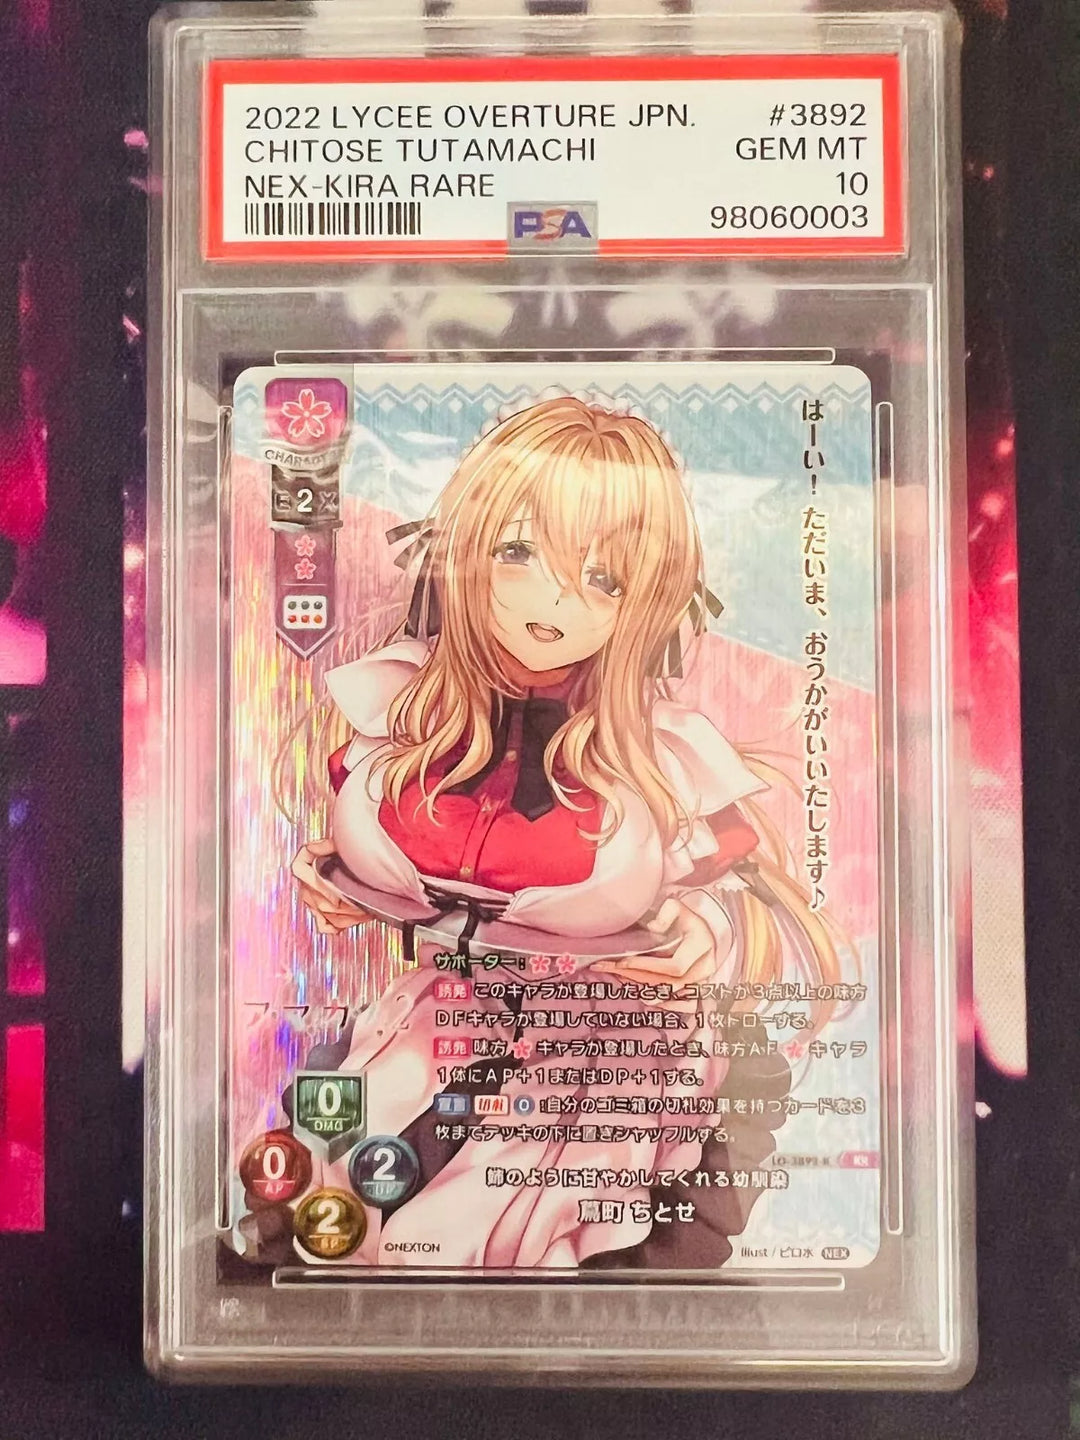 2022 LYCEE OVERTURE JPN. #3892
CHITOSE TUTAMACHI GEM MT
NEX-KIRA RARE 10
PSA 98060003
CHARACTER
EX 2
はーい!ただいま、おうかがいいたします♪
サポーター:
誘発 このキャラが登場したとき、コストが3点以上の味方
DFキャラが登場していない場合、1枚ドローする。
誘発 味方 キャラが登場したとき、味方AF キャラ
1体にAP+1またはDP+1する。
宣言 切札 0:自分のゴミ箱の切札効果を持つカードを3
枚までデッキの下に置きシャッフルする。
0
DMG
0
AP
2
DP
2
SP
LO-3892-K KR
姉のように甘やかしてくれる幼馴染
蔦町 ちとせ
©NEXTON
illust / ピロ水 NEX